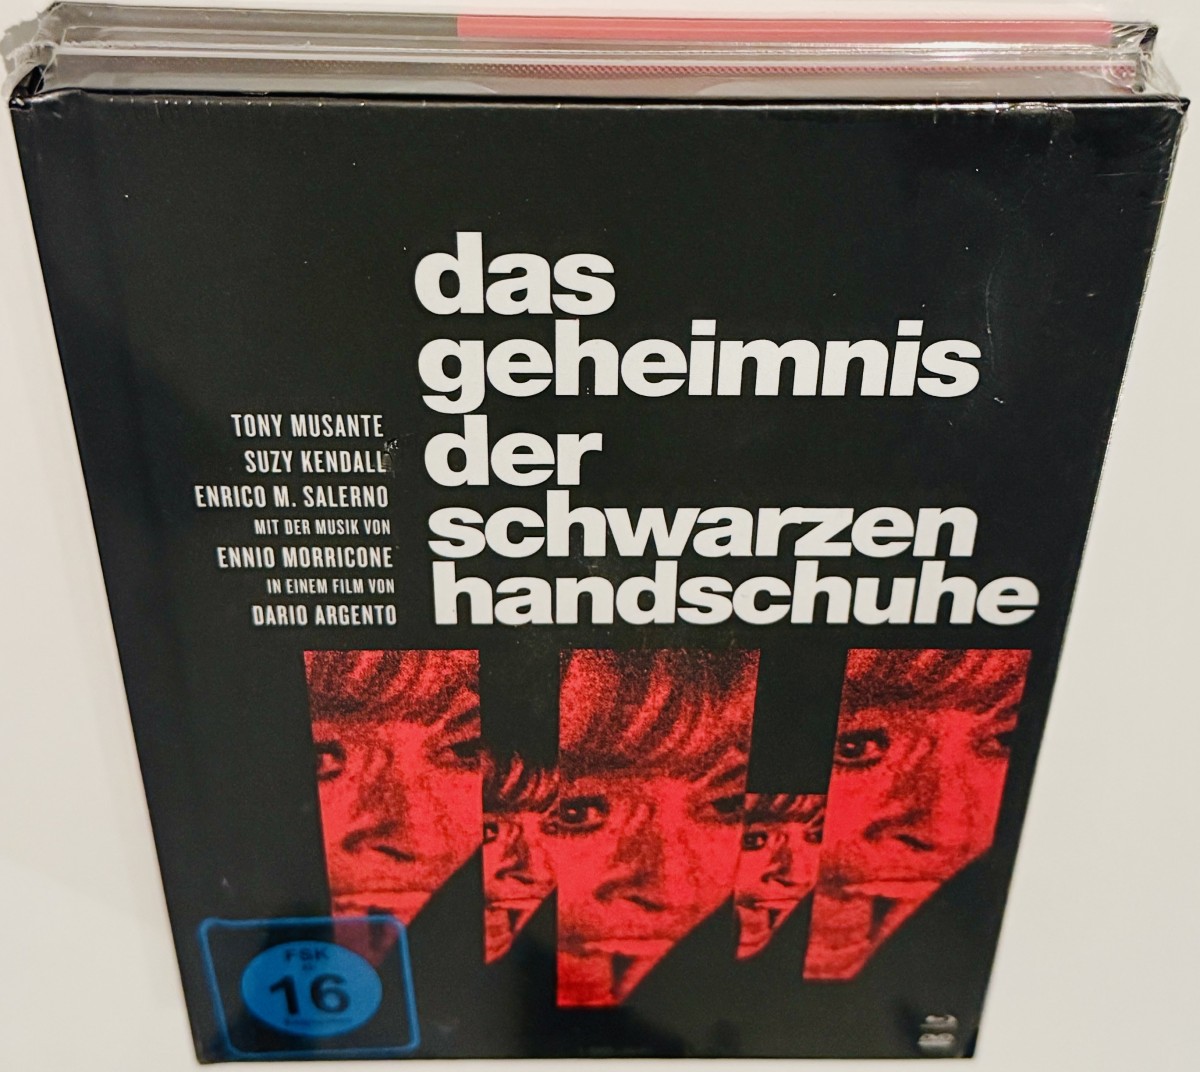 das
geheimnis
der
schwarzen
handschuhe
TONY MUSANTE
SUZY KENDALL
ENRICO M. SALERNO
MIT DER MUSIK VON
ENNIO MORRICONE
IN EINEM FILM VON
DARIO ARGENTO
FSK
16